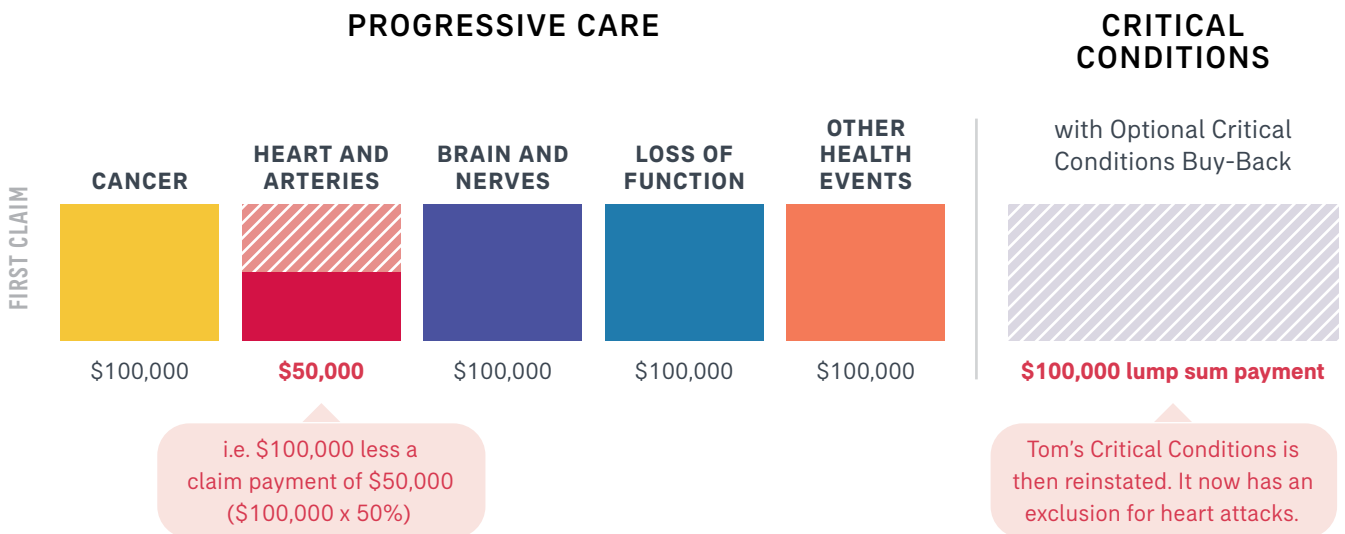 PROGRESSIVE CARE
CRITICAL
CONDITIONS
with Optional Critical
Conditions Buy-Back
FIRST CLAIM
CANCER
HEART AND
ARTERIES
BRAIN AND
NERVES
LOSS OF
FUNCTION
OTHER
HEALTH
EVENTS
$100,000
$50,000
$100,000
$100,000
$100,000
$100,000 lump sum payment
i.e. $100,000 less a
claim payment of $50,000
($100,000 x 50%)
Tom's Critical Conditions is
then reinstated. It now has an
exclusion for heart attacks.